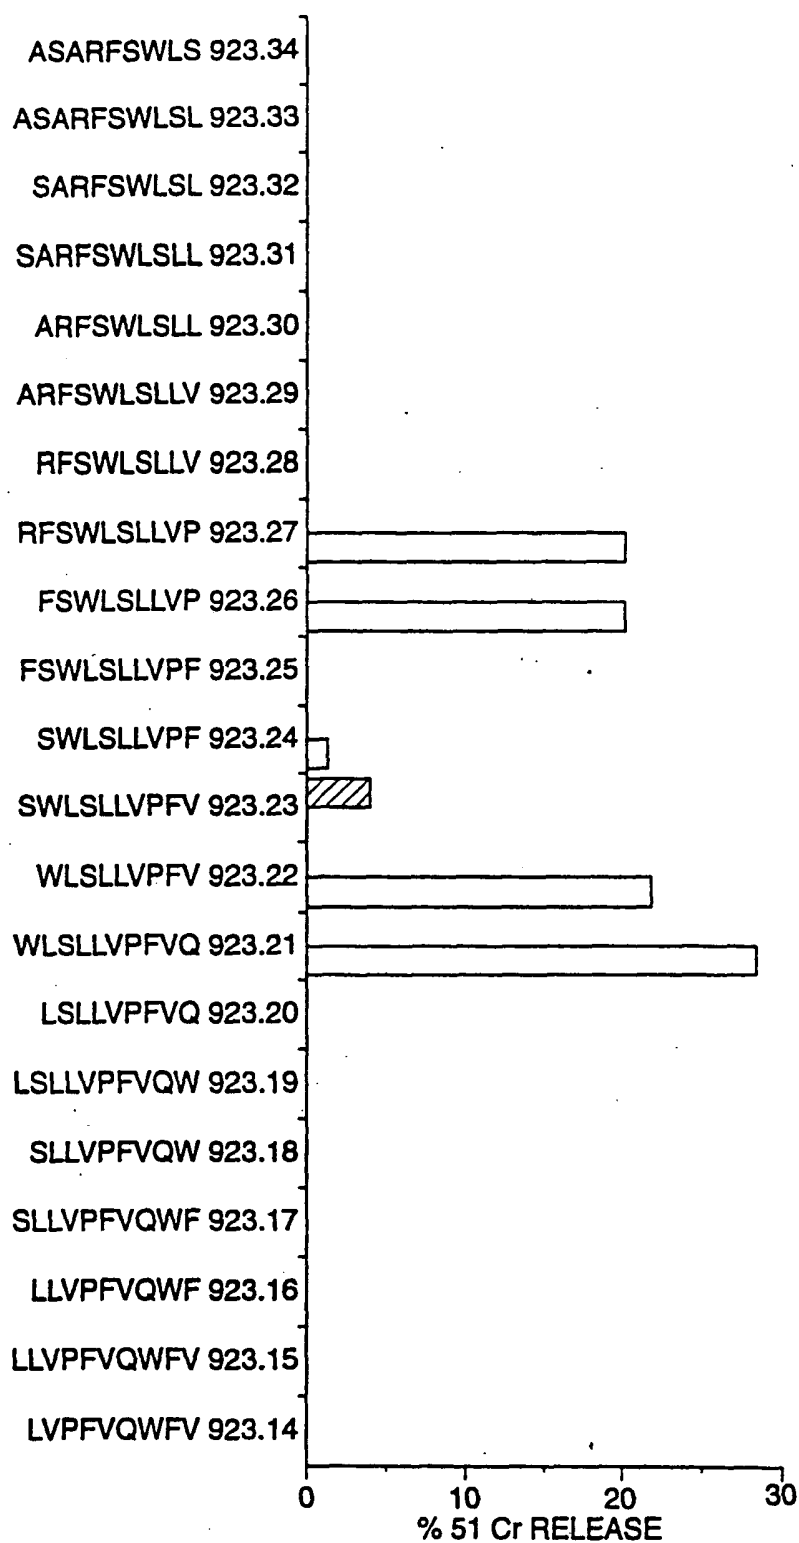 ASARFSWLS 923.34
ASARFSWLSL 923.33
SARFSWLSL 923.32
SARFSWLSLL 923.31
ARFSWLSLL 923.30
ARFSWLSLLV 923.29
RFSWLSLLV 923.28
RFSWLSLLVP 923.27
FSWLSLLVP 923.26
FSWLSLLVPF 923.25
SWLSLLVPF 923.24
SWLSLLVPFV 923.23
WLSLLVPFV 923.22
WLSLLVPFVQ 923.21
LSLLVPFVQ 923.20
LSLLVPFVQW 923.19
SLLVPFVQW 923.18
SLLVPFVQWF 923.17
LLVPFVQWF 923.16
LLVPFVQWFV 923.15
LVPFVQWFV 923.14
0 10 20 30
% 51 Cr RELEASE